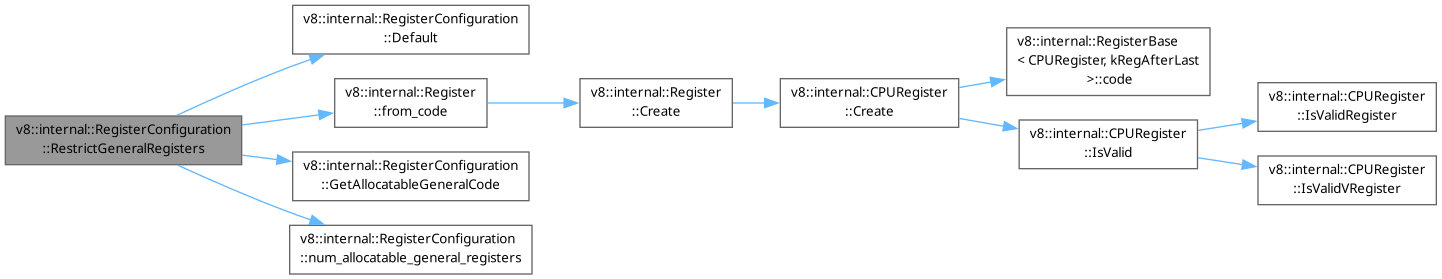 v8::internal::RegisterConfiguration
::RestrictGeneralRegisters
v8::internal::RegisterConfiguration
::Default
v8::internal::Register
::from_code
v8::internal::RegisterConfiguration
::GetAllocatableGeneralCode
v8::internal::RegisterConfiguration
::num_allocatable_general_registers
v8::internal::Register
::Create
v8::internal::CPURegister
::Create
v8::internal::RegisterBase
< CPURegister, kRegAfterLast
>::code
v8::internal::CPURegister
::IsValid
v8::internal::CPURegister
::IsValidRegister
v8::internal::CPURegister
::IsValidVRegister